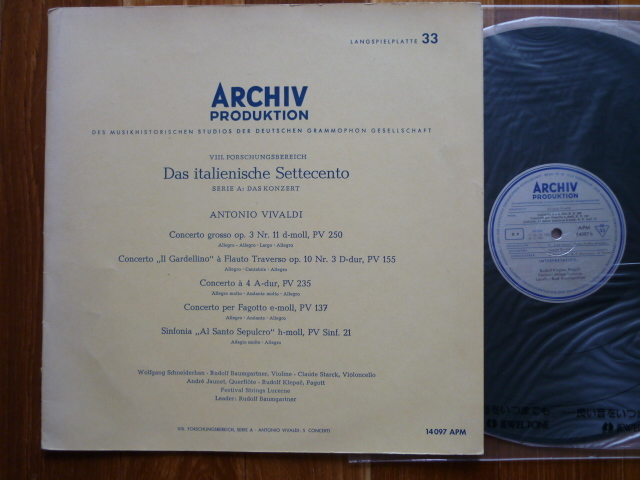 LANGSPIELPLATTE 33
ARCHIV
PRODUKTION
DES MUSIKHISTORISCHEN STUDIOS DER DEUTSCHEN GRAMMOPHON GESELLSCHAFT
VIII. FORSCHUNGSBEREICH
Das italienische Settecento
SERIE A: DAS KONZERT
ANTONIO VIVALDI
Concerto grosso op. 3 Nr. 11 d-moll, PV 250
Allegro - Allegro - Largo - Allegro
Concerto „Il Gardellino" à Flauto Traverso op. 10 Nr. 3 D-dur, PV 155
Allegro - Cantabile - Allegro
Concerto à 4 A-dur, PV 235
Allegro molto - Andante molto - Allegro
Concerto per Fagotto e-moll, PV 137
Allegro - Andante - Allegro
Sinfonia „Al Santo Sepulcro" h-moll, PV Sinf. 21
Adagio molto - Allegro
Wolfgang Schneiderhan - Rudolf Baumgartner, Violine - Claude Starck, Violoncello
André Jaunet, Querflöte - Rudolf Klepač, Fagott
Festival Strings Lucerne
Leader: Rudolf Baumgartner
VIII. FORSCHUNGSBEREICH, SERIE A - ANTONIO VIVALDI: 5 CONCERTI
14 097 APM
ARCHIV
PRODUKTION
APM
JEWELTONE